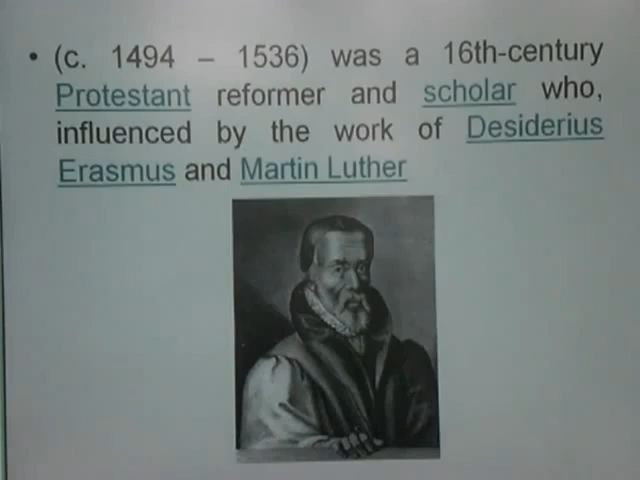 • (c. 1494 – 1536) was a 16th-century
Protestant reformer and scholar who,
influenced by the work of Desiderius
Erasmus and Martin Luther